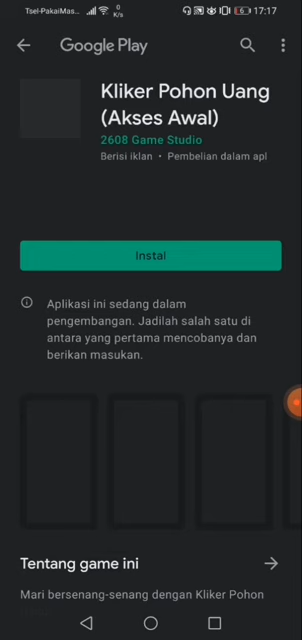 Tsel-PakaiMas... 0 K/s 6 17:17
Google Play
Kliker Pohon Uang
(Akses Awal)
2608 Game Studio
Berisi iklan • Pembelian dalam apl
Instal
Aplikasi ini sedang dalam
pengembangan. Jadilah salah satu di
antara yang pertama mencobanya dan
berikan masukan.
Tentang game ini
Mari bersenang-senang dengan Kliker Pohon